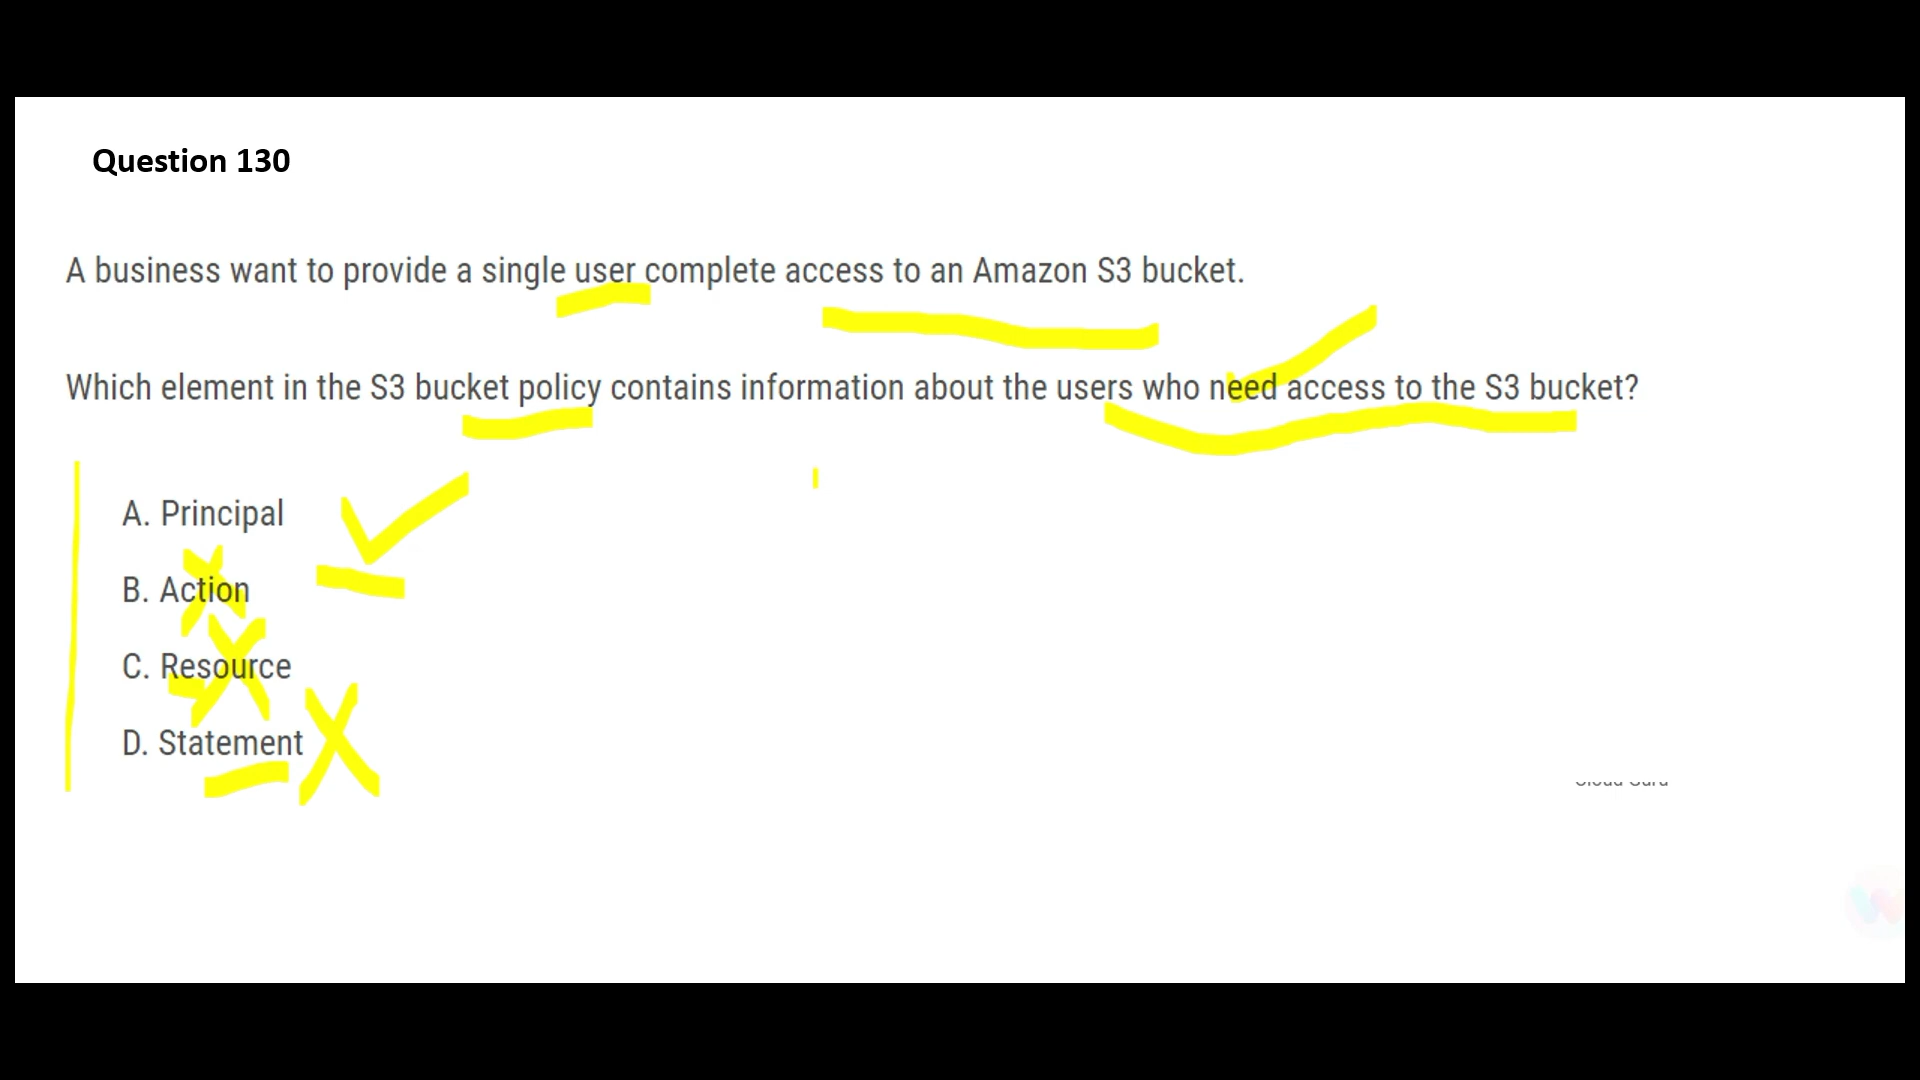 Question 130
A business want to provide a single user complete access to an Amazon S3 bucket.
Which element in the S3 bucket policy contains information about the users who need access to the S3 bucket?
A. Principal
B. Action
C. Resource
D. Statement